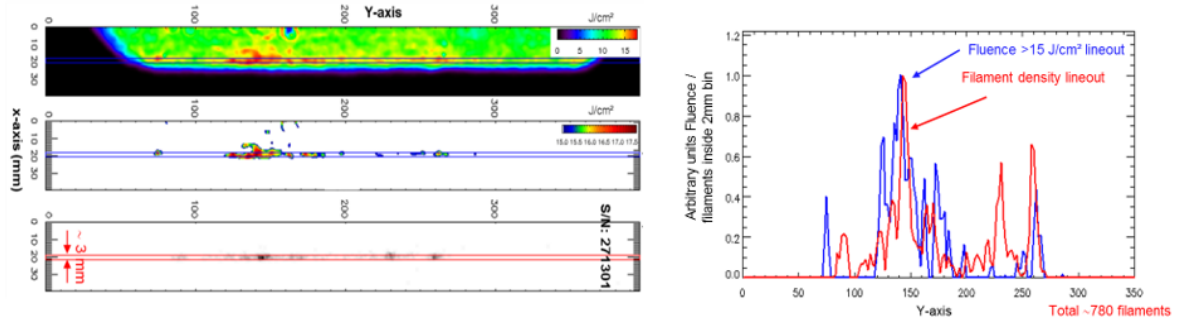 Y-axis
0
100
200
300
J/cm²
0 5 10 15
0
10
20
30
J/cm²
15.0 15.5 16.0 16.5 17.0 17.5
0
100
200
300
0
10
20
30
x-axis (mm)
0
100
200
300
0
10
20
30
~ 3 mm
S/N: 271301
Arbitrary units Fluence /
filaments inside 2mm bin
1.0
0.8
0.6
0.4
0.2
0.0
Fluence >15 J/cm² lineout
Filament density lineout
0 50 100 150 200 250 300 350
Y-axis
Total ~780 filaments